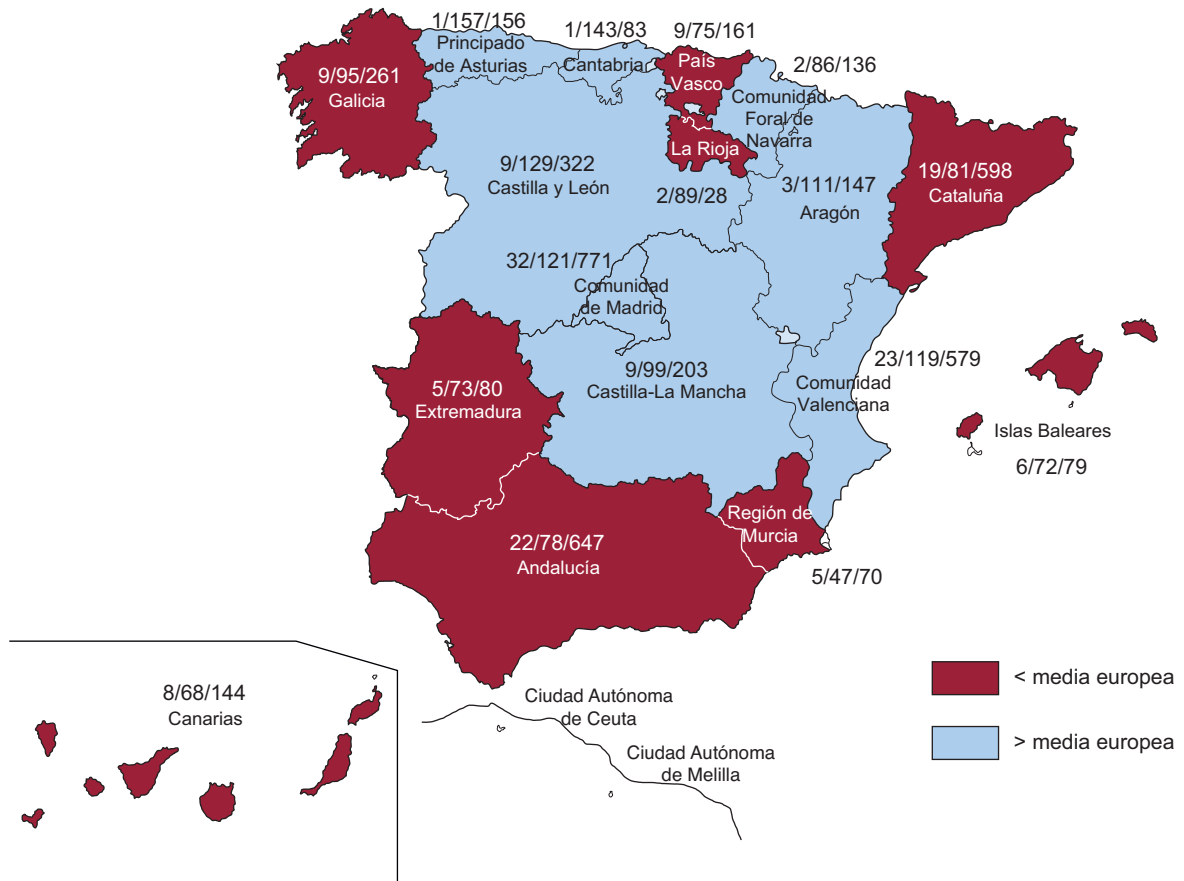 1/157/156
Principado
de Asturias
1/143/83
Cantabria
9/75/161
País
Vasco
2/86/136
Comunidad
Foral de
Navarra
9/95/261
Galicia
La Rioja
2/89/28
9/129/322
Castilla y León
3/111/147
Aragón
19/81/598
Cataluña
32/121/771
Comunidad
de Madrid
9/99/203
Castilla-La Mancha
23/119/579
Comunidad
Valenciana
5/73/80
Extremadura
Islas Baleares
6/72/79
Región de
Murcia
5/47/70
22/78/647
Andalucía
8/68/144
Canarias
Ciudad Autónoma
de Ceuta
Ciudad Autónoma
de Melilla
< media europea
> media europea